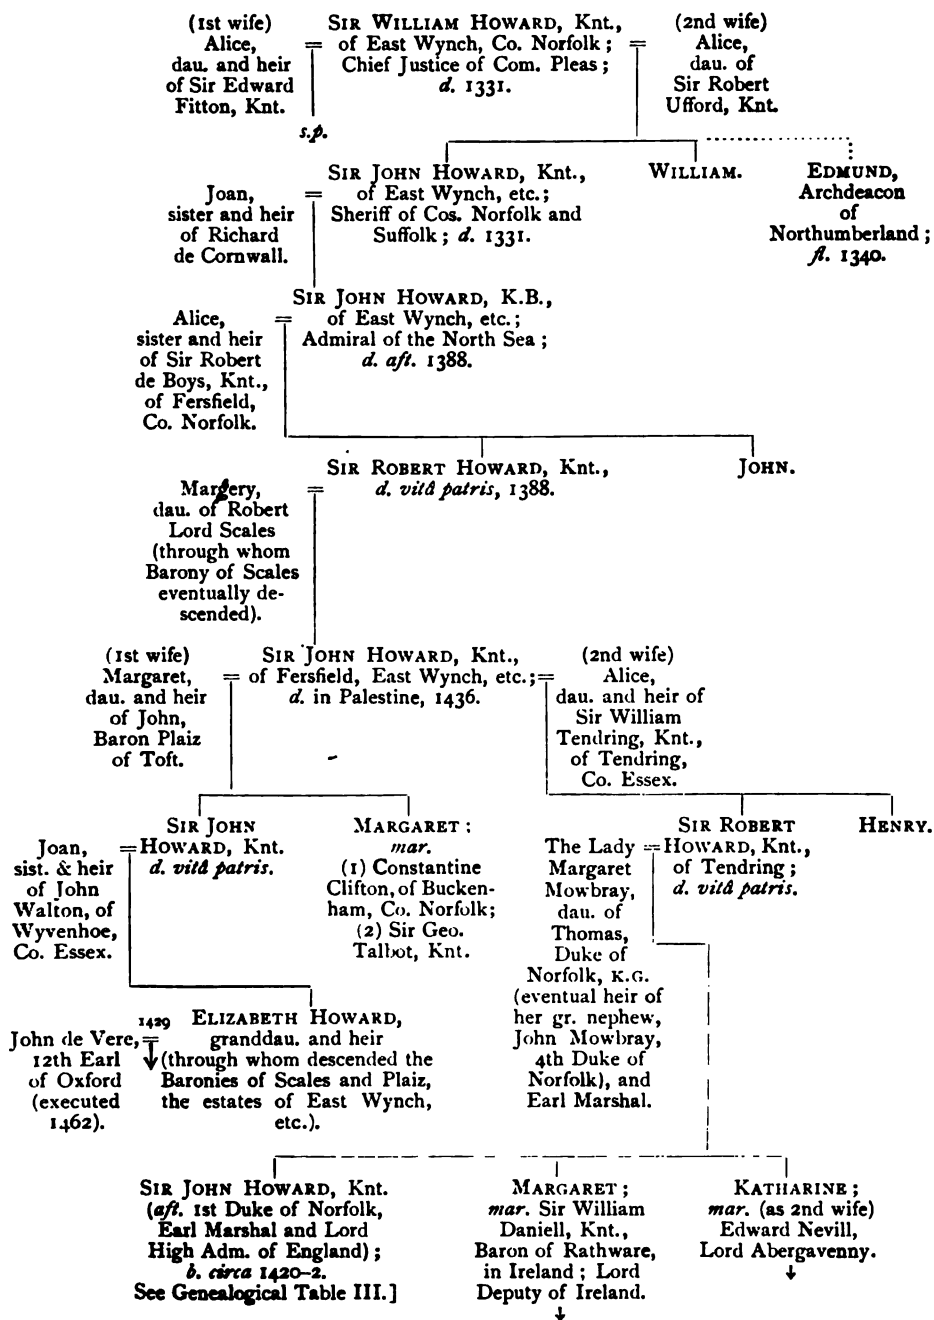 (1st wife)
Alice,
dau. and heir
of Sir Edward
Fitton, Knt.
=
s.p.
SIR WILLIAM HOWARD, Knt.,
of East Wynch, Co. Norfolk;
Chief Justice of Com. Pleas;
d. 1331.
=
(2nd wife)
Alice,
dau. of
Sir Robert
Ufford, Knt.
Joan,
sister and heir
of Richard
de Cornwall.
=
SIR JOHN HOWARD, Knt.,
of East Wynch, etc.;
Sheriff of Cos. Norfolk and
Suffolk; d. 1331.
WILLIAM.
EDMUND,
Archdeacon
of
Northumberland;
fl. 1340.
Alice,
sister and heir
of Sir Robert
de Boys, Knt.,
of Fersfield,
Co. Norfolk.
=
SIR JOHN HOWARD, K.B.,
of East Wynch, etc.;
Admiral of the North Sea;
d. aft. 1388.
Margery,
dau. of Robert
Lord Scales
(through whom
Barony of Scales
eventually de-
scended).
=
SIR ROBERT HOWARD, Knt.,
d. vitâ patris, 1388.
JOHN.
(1st wife)
Margaret,
dau. and heir
of John,
Baron Plaiz
of Toft.
=
SIR JOHN HOWARD, Knt.,
of Fersfield, East Wynch, etc.;
d. in Palestine, 1436.
=
(2nd wife)
Alice,
dau. and heir of
Sir William
Tendring, Knt.,
of Tendring,
Co. Essex.
Joan,
sist. & heir
of John
Walton, of
Wyvenhoe,
Co. Essex.
=
SIR JOHN
HOWARD, Knt.
d. vitâ patris.
MARGARET:
mar.
(1) Constantine
Clifton, of Bucken-
ham, Co. Norfolk;
(2) Sir Geo.
Talbot, Knt.
The Lady
Margaret
Mowbray,
dau. of
Thomas,
Duke of
Norfolk, K.G.
(eventual heir of
her gr. nephew,
John Mowbray,
4th Duke of
Norfolk), and
Earl Marshal.
=
SIR ROBERT
HOWARD, Knt.,
of Tendring;
d. vitâ patris.
HENRY.
John de Vere,
12th Earl
of Oxford
(executed
1462).
1429
=
ELIZABETH HOWARD,
granddau. and heir
(through whom descended the
Baronies of Scales and Plaiz,
the estates of East Wynch,
etc.).
SIR JOHN HOWARD, Knt.
(aft. 1st Duke of Norfolk,
Earl Marshal and Lord
High Adm. of England);
b. circa 1420-2.
See Genealogical Table III.]
MARGARET;
mar. Sir William
Daniell, Knt.,
Baron of Rathware,
in Ireland; Lord
Deputy of Ireland.
KATHARINE;
mar. (as 2nd wife)
Edward Nevill,
Lord Abergavenny.